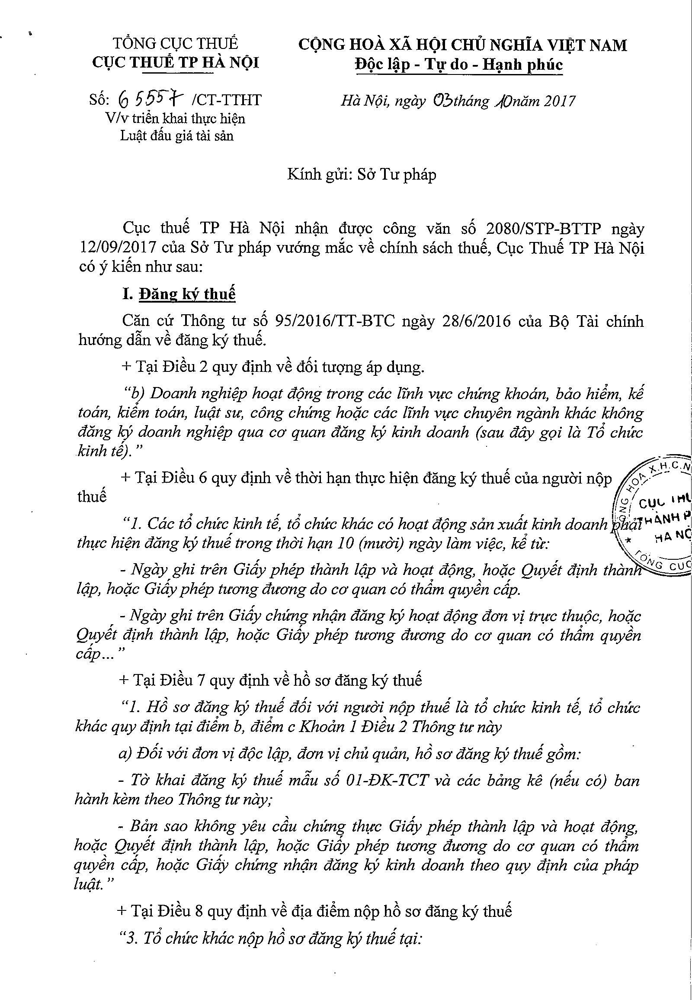 TỔNG CỤC THUẾ
CỤC THUẾ TP HÀ NỘI
CỘNG HOÀ XÃ HỘI CHỦ NGHĨA VIỆT NAM
Độc lập - Tự do - Hạnh phúc
Số: 65557 /CT-TTHT
V/v triển khai thực hiện
Luật đấu giá tài sản
Hà Nội, ngày 03 tháng 10 năm 2017
Kính gửi: Sở Tư pháp
Cục thuế TP Hà Nội nhận được công văn số 2080/STP-BTTP ngày
12/09/2017 của Sở Tư pháp vướng mắc về chính sách thuế, Cục Thuế TP Hà Nội
có ý kiến như sau:
I. Đăng ký thuế
Căn cứ Thông tư số 95/2016/TT-BTC ngày 28/6/2016 của Bộ Tài chính
hướng dẫn về đăng ký thuế.
+ Tại Điều 2 quy định về đối tượng áp dụng.
“b) Doanh nghiệp hoạt động trong các lĩnh vực chứng khoán, bảo hiểm, kế
toán, kiểm toán, luật sư, công chứng hoặc các lĩnh vực chuyên ngành khác không
đăng ký doanh nghiệp qua cơ quan đăng ký kinh doanh (sau đây gọi là Tổ chức
kinh tế).”
+ Tại Điều 6 quy định về thời hạn thực hiện đăng ký thuế của người nộp
thuế
“1. Các tổ chức kinh tế, tổ chức khác có hoạt động sản xuất kinh doanh phải
thực hiện đăng ký thuế trong thời hạn 10 (mười) ngày làm việc, kể từ:
- Ngày ghi trên Giấy phép thành lập và hoạt động, hoặc Quyết định thành
lập, hoặc Giấy phép tương đương do cơ quan có thẩm quyền cấp.
- Ngày ghi trên Giấy chứng nhận đăng ký hoạt động đơn vị trực thuộc, hoặc
Quyết định thành lập, hoặc Giấy phép tương đương do cơ quan có thẩm quyền
cấp...”
+ Tại Điều 7 quy định về hồ sơ đăng ký thuế
“1. Hồ sơ đăng ký thuế đối với người nộp thuế là tổ chức kinh tế, tổ chức
khác quy định tại điểm b, điểm c Khoản 1 Điều 2 Thông tư này
a) Đối với đơn vị độc lập, đơn vị chủ quản, hồ sơ đăng ký thuế gồm:
- Tờ khai đăng ký thuế mẫu số 01-ĐK-TCT và các bảng kê (nếu có) ban
hành kèm theo Thông tư này;
- Bản sao không yêu cầu chứng thực Giấy phép thành lập và hoạt động,
hoặc Quyết định thành lập, hoặc Giấy phép tương đương do cơ quan có thẩm
quyền cấp, hoặc Giấy chứng nhận đăng ký kinh doanh theo quy định của pháp
luật.”
+ Tại Điều 8 quy định về địa điểm nộp hồ sơ đăng ký thuế
“3. Tổ chức khác nộp hồ sơ đăng ký thuế tại: